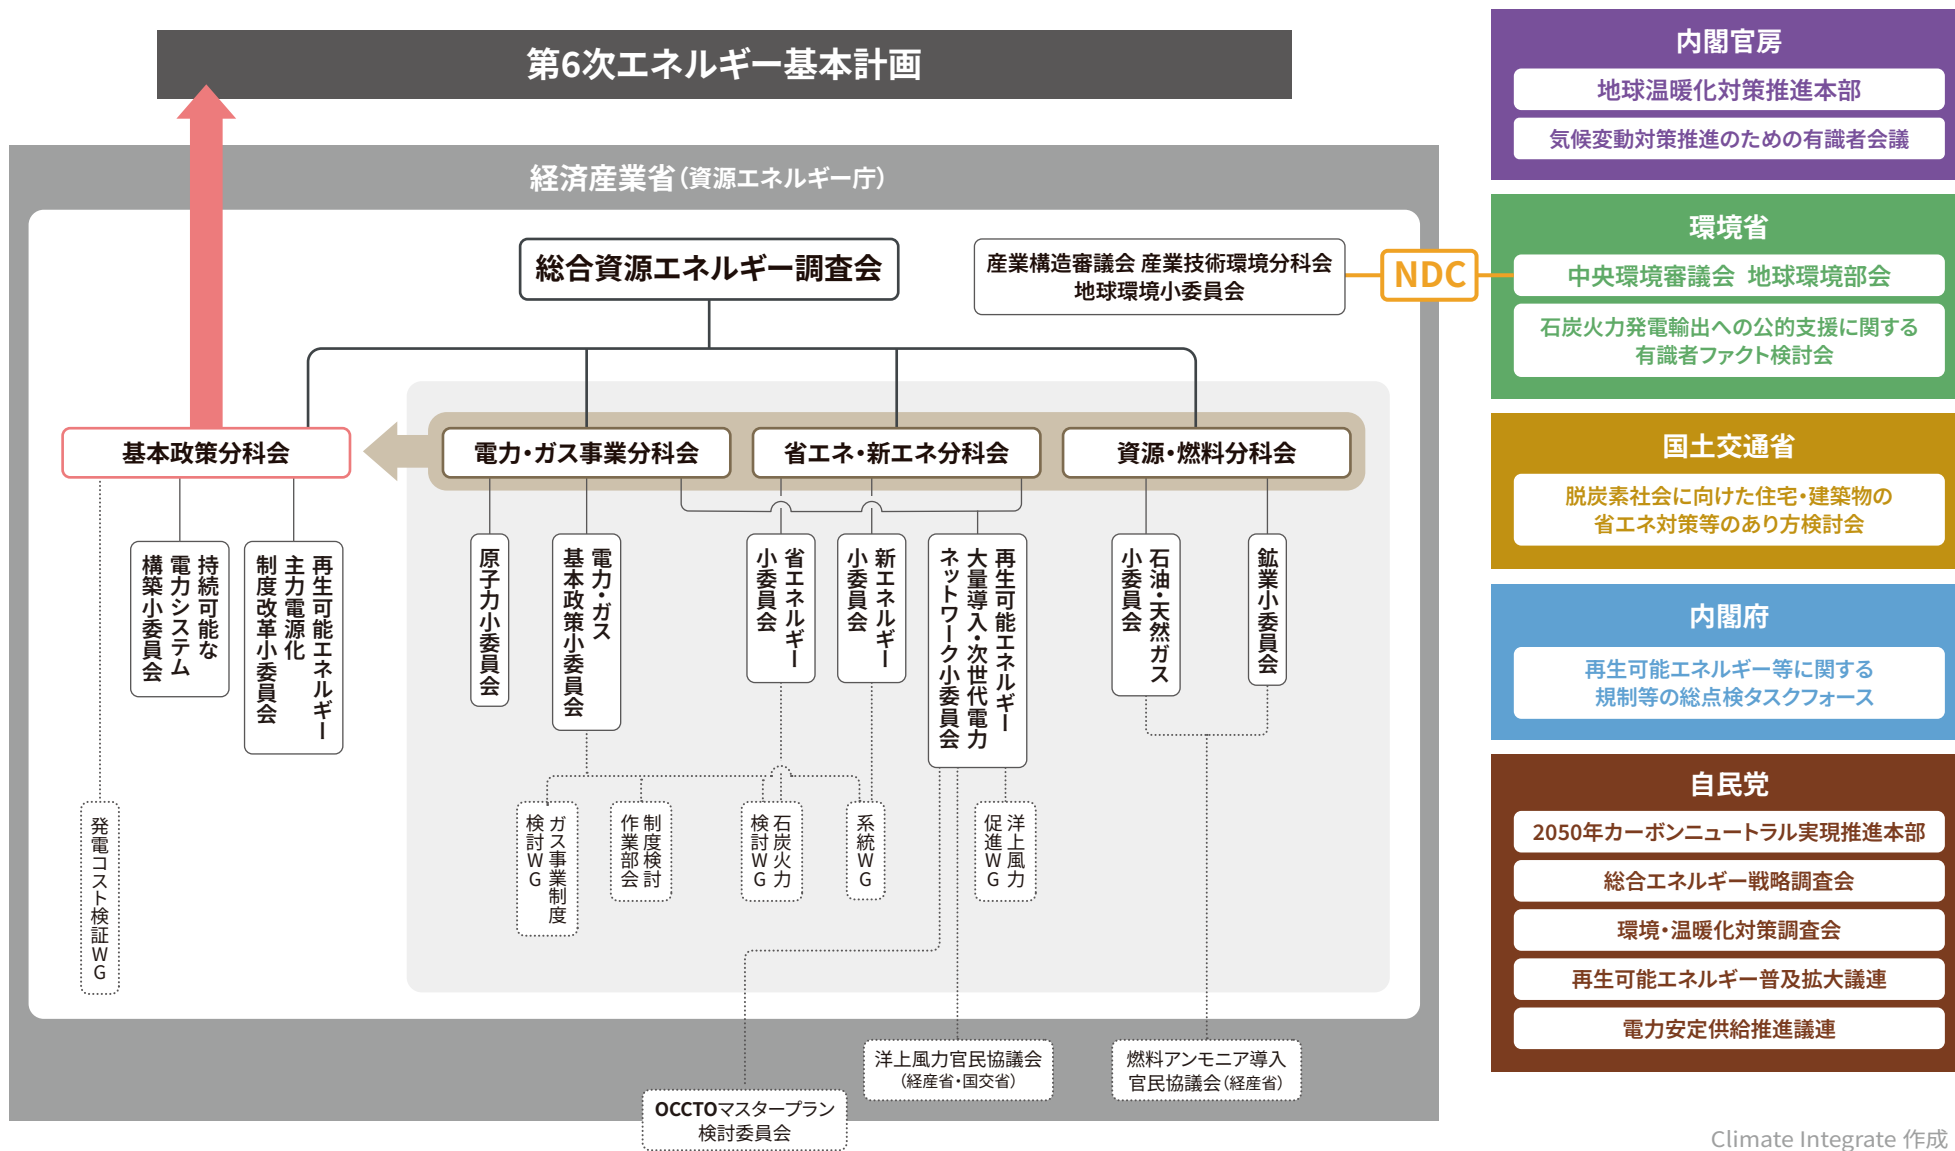 第6次エネルギー基本計画
経済産業省（資源エネルギー庁）
総合資源エネルギー調査会
産業構造審議会 産業技術環境分科会
地球環境小委員会
NDC
基本政策分科会
電力・ガス事業分科会
省エネ・新エネ分科会
資源・燃料分科会
持続可能な
電力システム
構築小委員会
再生可能エネルギー
主力電源化
制度改革小委員会
原子力小委員会
電力・ガス
基本政策小委員会
省エネルギー
小委員会
新エネルギー
小委員会
再生可能エネルギー
大量導入・次世代電力
ネットワーク小委員会
石油・天然ガス
小委員会
鉱業小委員会
発電コスト検証WG
ガス事業制度
検討WG
制度検討
作業部会
石炭火力
検討WG
系統WG
洋上風力
促進WG
OCCTOマスタープラン
検討委員会
洋上風力官民協議会
（経産省・国交省）
燃料アンモニア導入
官民協議会（経産省）
内閣官房
地球温暖化対策推進本部
気候変動対策推進のための有識者会議
環境省
中央環境審議会 地球環境部会
石炭火力発電輸出への公的支援に関する
有識者ファクト検討会
国土交通省
脱炭素社会に向けた住宅・建築物の
省エネ対策等のあり方検討会
内閣府
再生可能エネルギー等に関する
規制等の総点検タスクフォース
自民党
2050年カーボンニュートラル実現推進本部
総合エネルギー戦略調査会
環境・温暖化対策調査会
再生可能エネルギー普及拡大議連
電力安定供給推進議連
Climate Integrate 作成